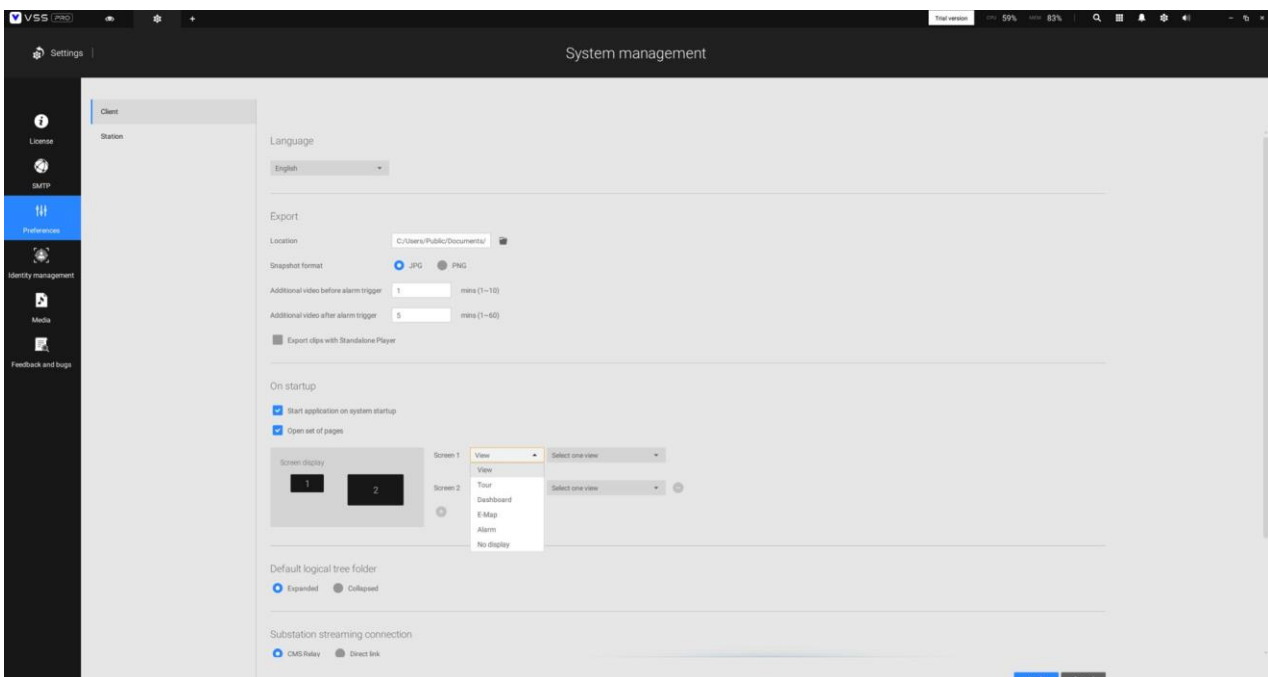 VSS PRO
Trial version
CPU 59%
MEM 83%
Settings
System management
License
SMTP
Preferences
Identity management
Media
Feedback and bugs
Client
Station
Language
English
Export
Location
C:/Users/Public/Documents/
Snapshot format
JPG
PNG
Additional video before alarm trigger
1
mins (1~10)
Additional video after alarm trigger
5
mins (1~60)
Export clips with Standalone Player
On startup
Start application on system startup
Open set of pages
Screen display
1
2
Screen 1
View
Select one view
View
Tour
Dashboard
E-Map
Alarm
No display
Screen 2
Select one view
Default logical tree folder
Expanded
Collapsed
Substation streaming connection
CMS Relay
Direct link